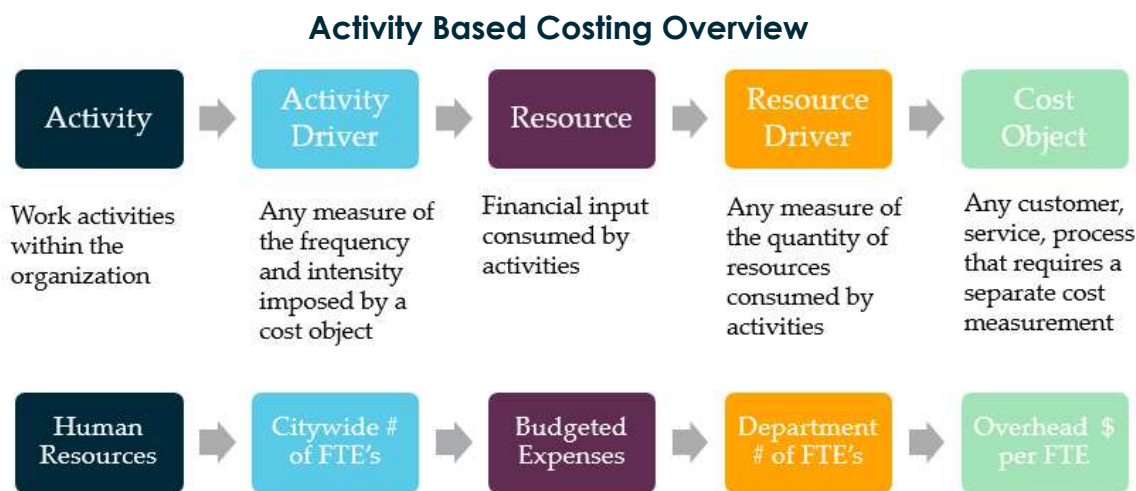 Activity Based Costing Overview
Activity
Activity
Driver
Resource
Resource
Driver
Cost
Object
Work activities
within the
organization
Any measure of
the frequency
and intensity
imposed by a
cost object
Financial input
consumed by
activities
Any measure of
the quantity of
resources
consumed by
activities
Any customer,
service, process
that requires a
separate cost
measurement
Human
Resources
Citywide #
of FTE's
Budgeted
Expenses
Department
# of FTE's
Overhead $
per FTE